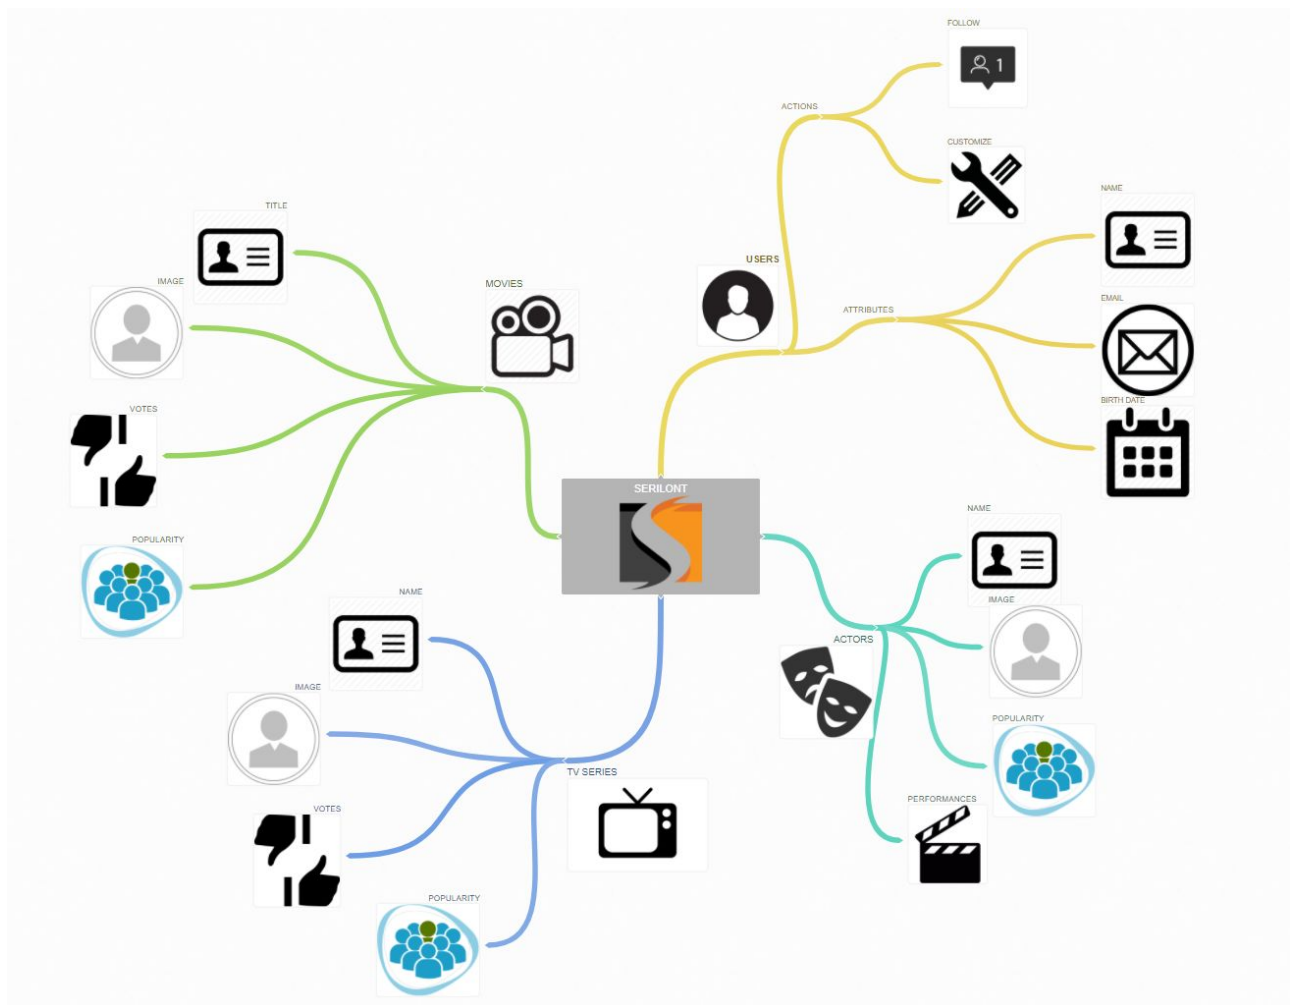 FOLLOW
1
ACTIONS
CUSTOMIZE
NAME
TITLE
USERS
IMAGE
MOVIES
EMAIL
ATTRIBUTES
BIRTH DATE
VOTES
SERILONT
NAME
POPULARITY
NAME
IMAGE
ACTORS
IMAGE
POPULARITY
TV SERIES
PERFORMANCES
VOTES
POPULARITY